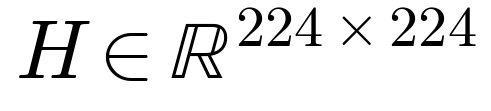 H ∈ ℝ^{224 × 224}